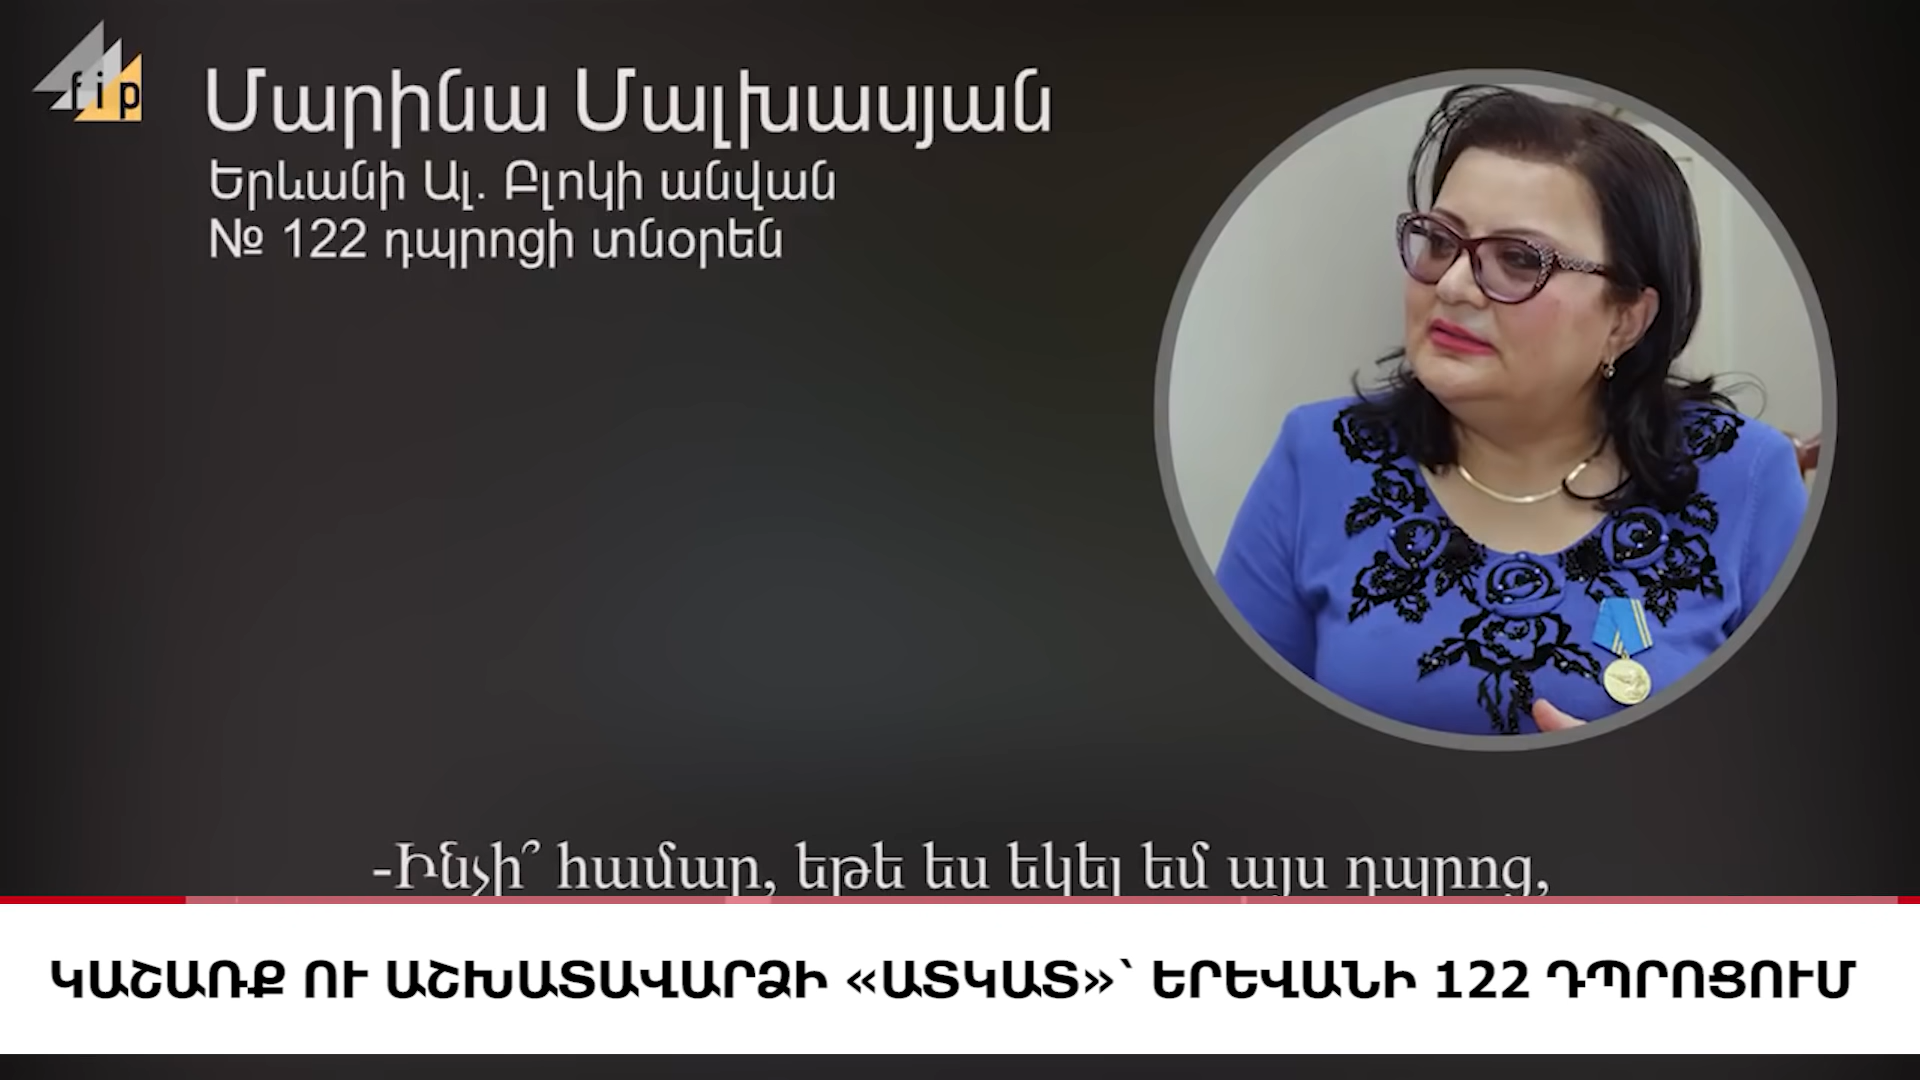 fip
Մարինա Մալխասյան
Երևանի Ալ. Բլոկի անվան
№ 122 դպրոցի տնօրեն
-Ինչի՞ համար, եթե ես եկել եմ այս դպրոց,
ԿԱՇԱՌՔ ՈՒ ԱՇԽԱՏԱՎԱՐՁԻ «ԱՏԿԱՏ»՝ ԵՐԵՎԱՆԻ 122 ԴՊՐՈՑՈՒՄ